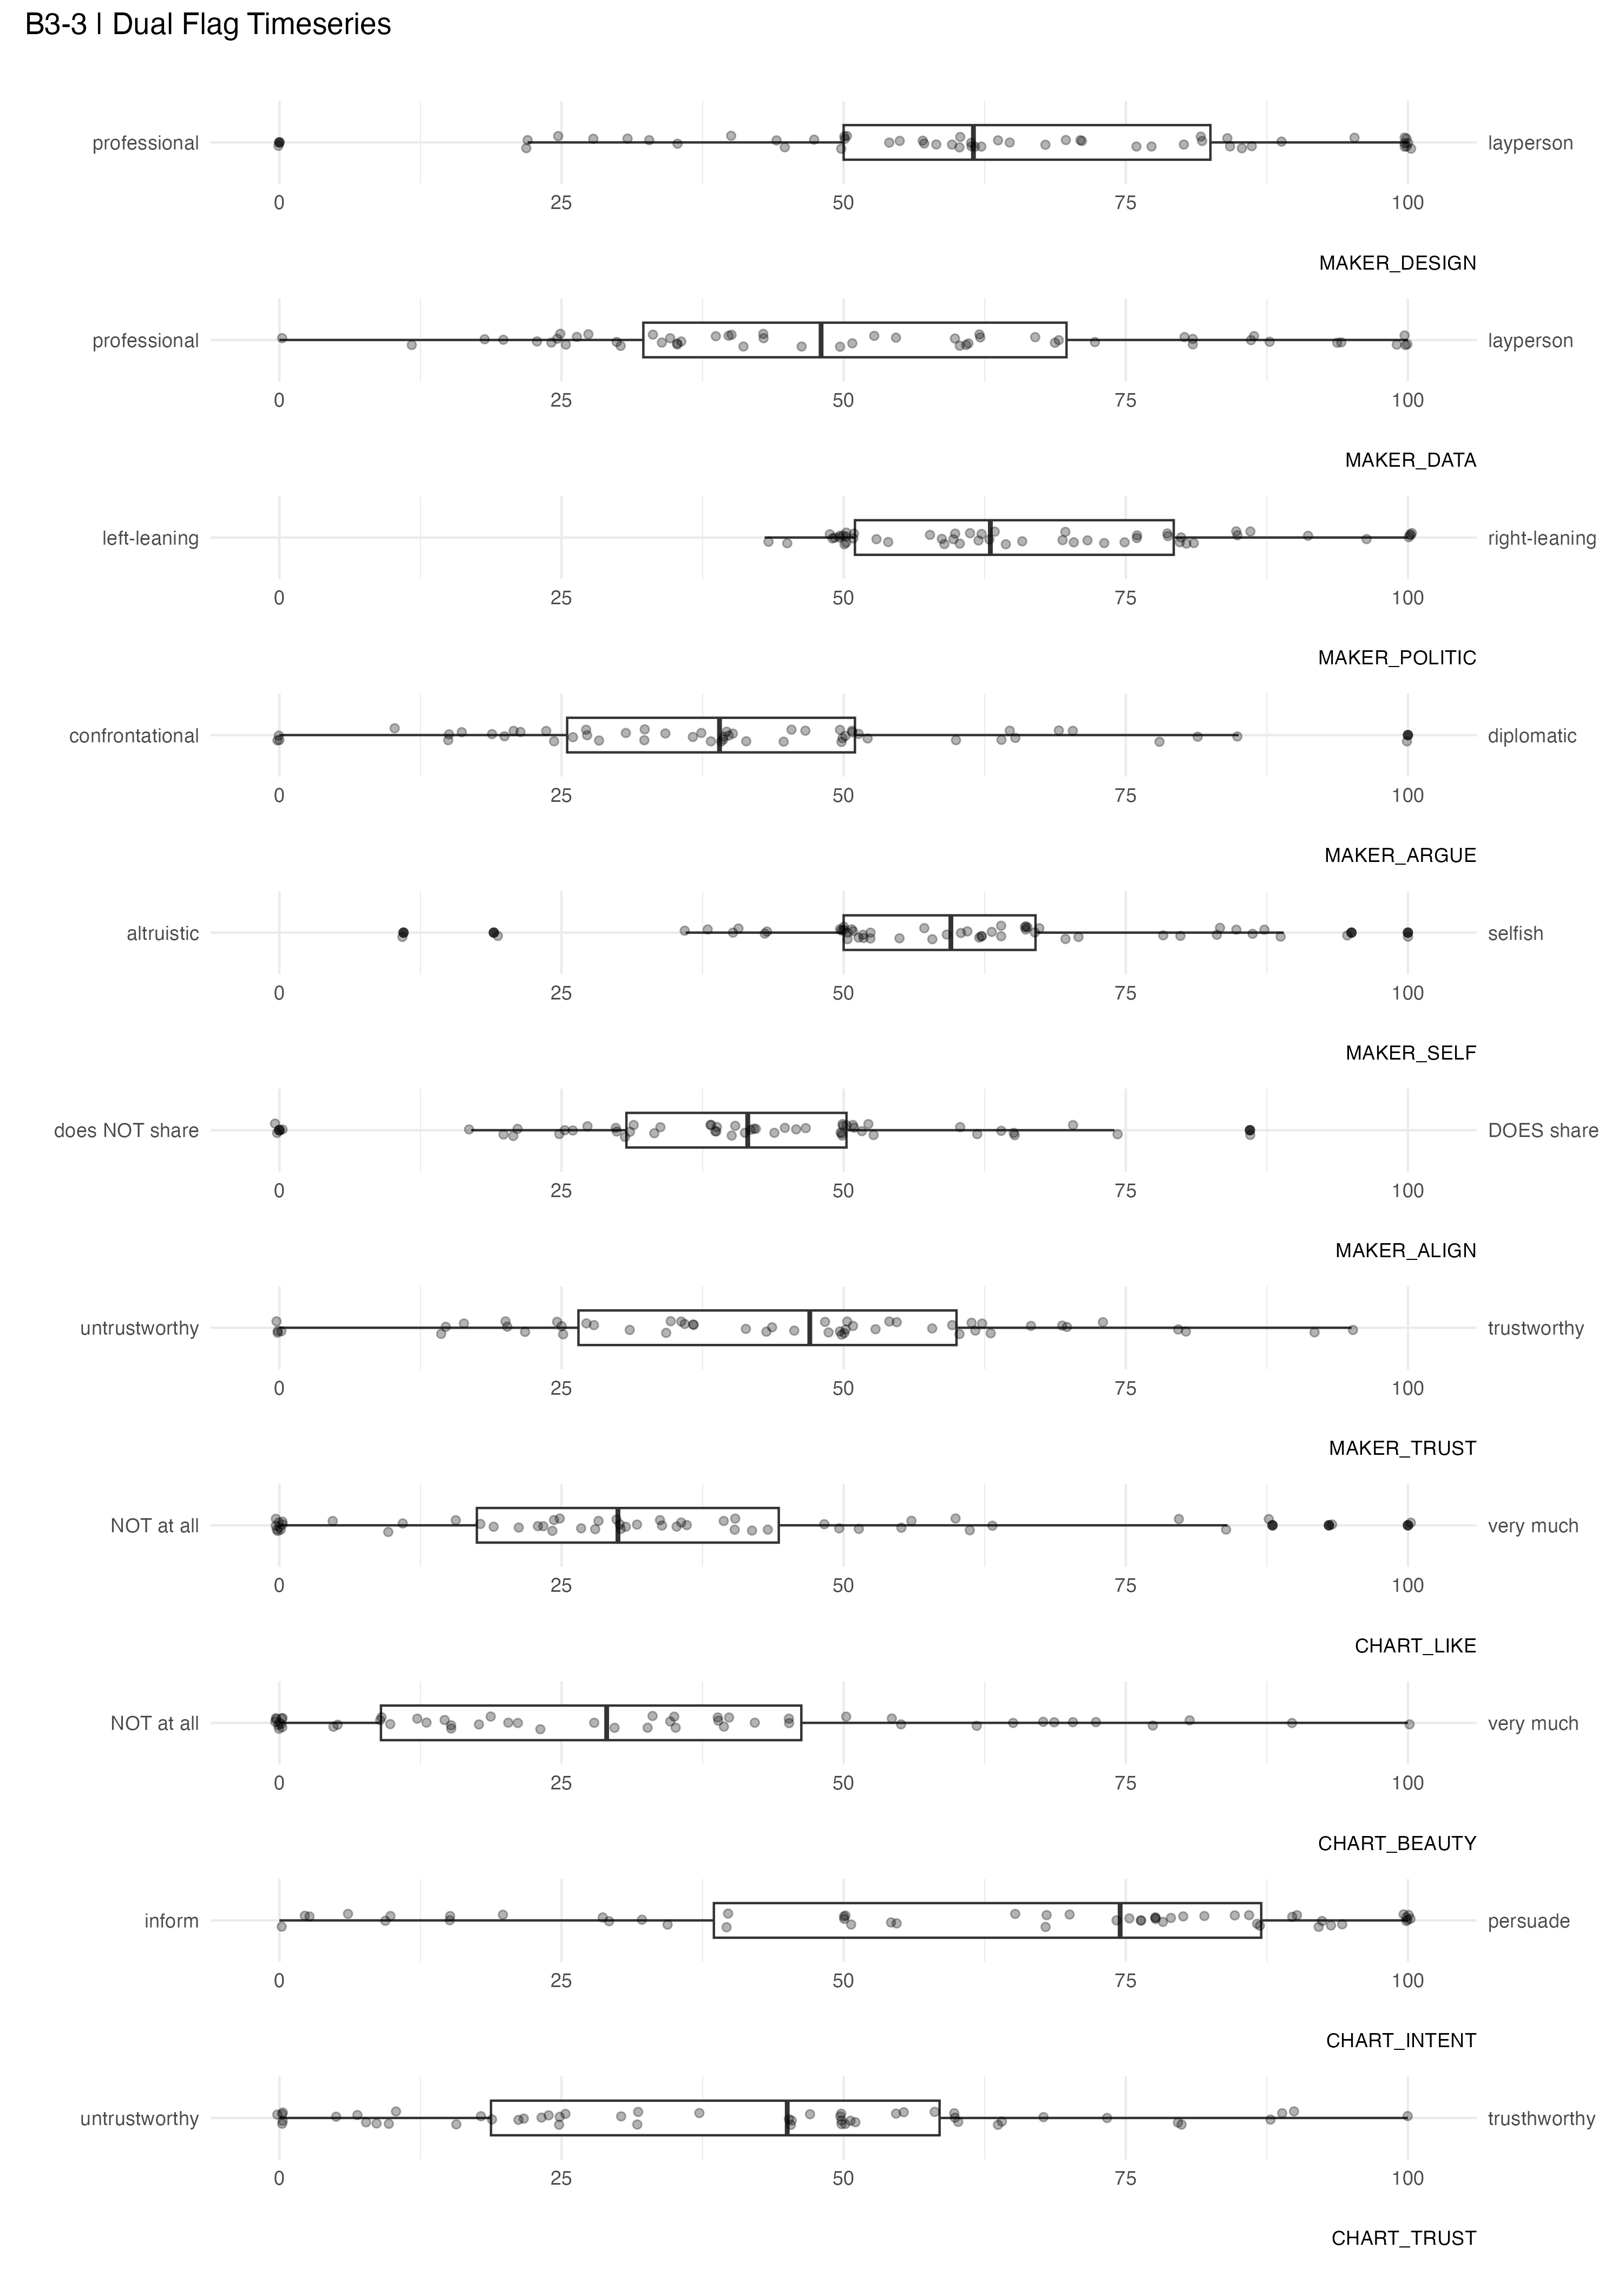 B3-3 | Dual Flag Timeseries
professional layperson
0 25 50 75 100
MAKER_DESIGN
professional layperson
0 25 50 75 100
MAKER_DATA
left-leaning right-leaning
0 25 50 75 100
MAKER_POLITIC
confrontational diplomatic
0 25 50 75 100
MAKER_ARGUE
altruistic selfish
0 25 50 75 100
MAKER_SELF
does NOT share DOES share
0 25 50 75 100
MAKER_ALIGN
untrustworthy trustworthy
0 25 50 75 100
MAKER_TRUST
NOT at all very much
0 25 50 75 100
CHART_LIKE
NOT at all very much
0 25 50 75 100
CHART_BEAUTY
inform persuade
0 25 50 75 100
CHART_INTENT
untrustworthy trusthworthy
0 25 50 75 100
CHART_TRUST